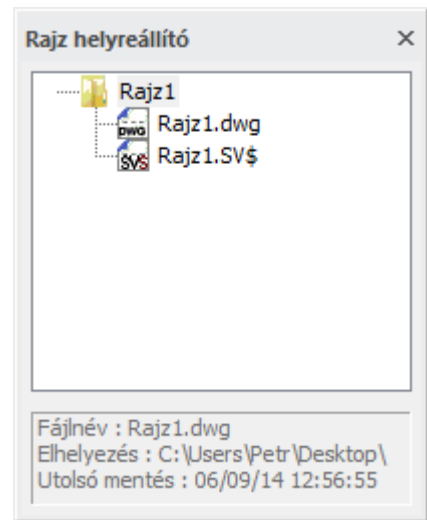 Rajz helyreállító
Rajz1
DWG Rajz1.dwg
SV$ Rajz1.SV$
Fájlnév : Rajz1.dwg
Elhelyezés : C:\Users\Petr\Desktop\
Utolsó mentés : 06/09/14 12:56:55